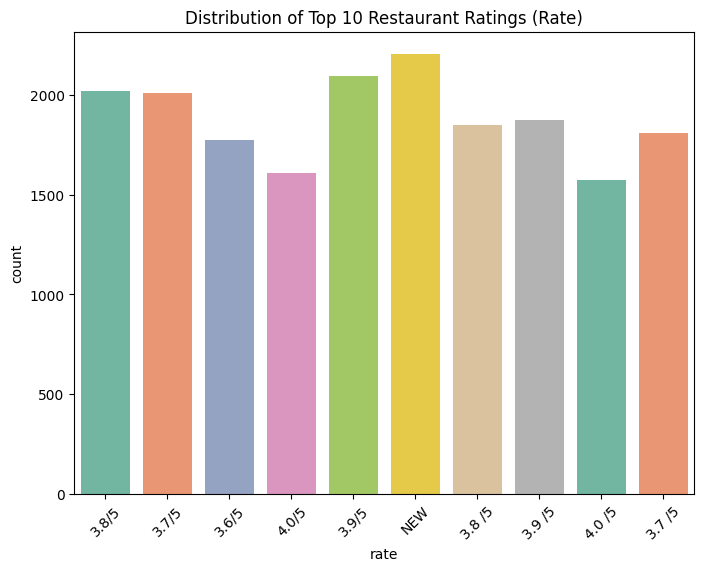 Distribution of Top 10 Restaurant Ratings (Rate)
count
2000
1500
1000
500
0
3.8/5 3.7/5 3.6/5 4.0/5 3.9/5 NEW 3.8 /5 3.9 /5 4.0 /5 3.7 /5
rate